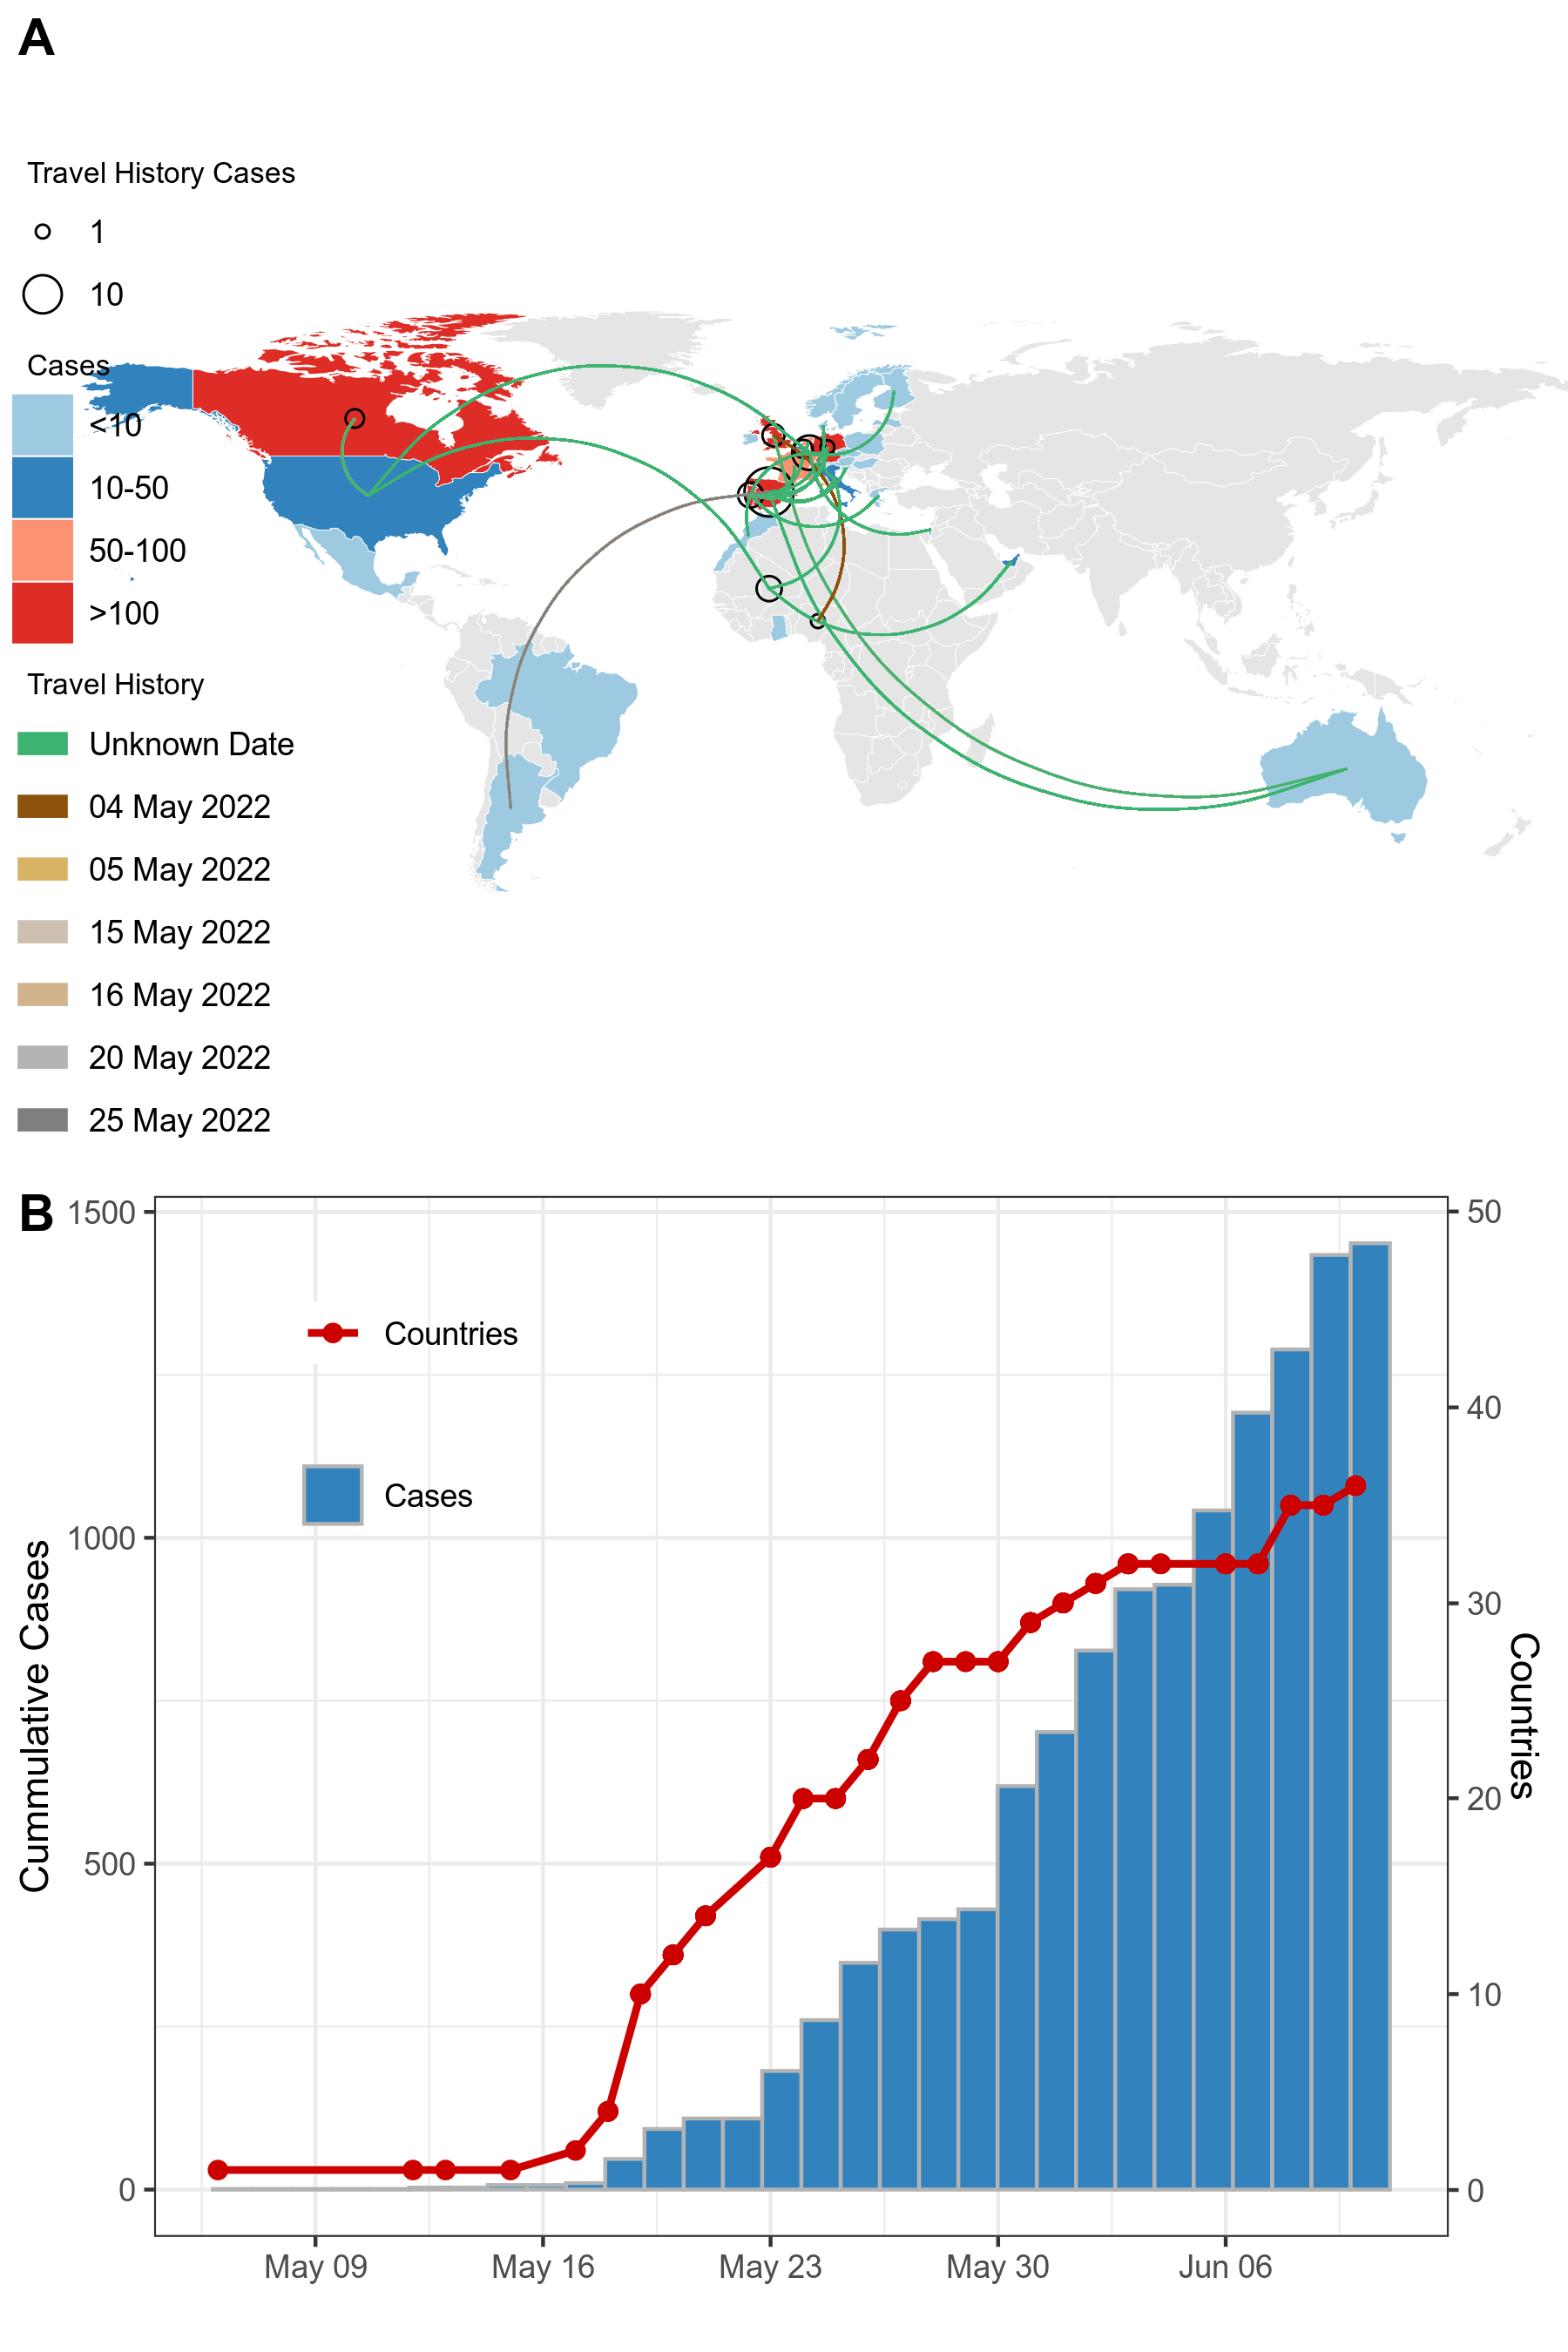 A
Travel History Cases
1
10
Cases
<10
10-50
50-100
>100
Travel History
Unknown Date
04 May 2022
05 May 2022
15 May 2022
16 May 2022
20 May 2022
25 May 2022
B
1500
1000
500
0
Cummulative Cases
Countries
Cases
50
40
30
20
10
0
Countries
May 09
May 16
May 23
May 30
Jun 06